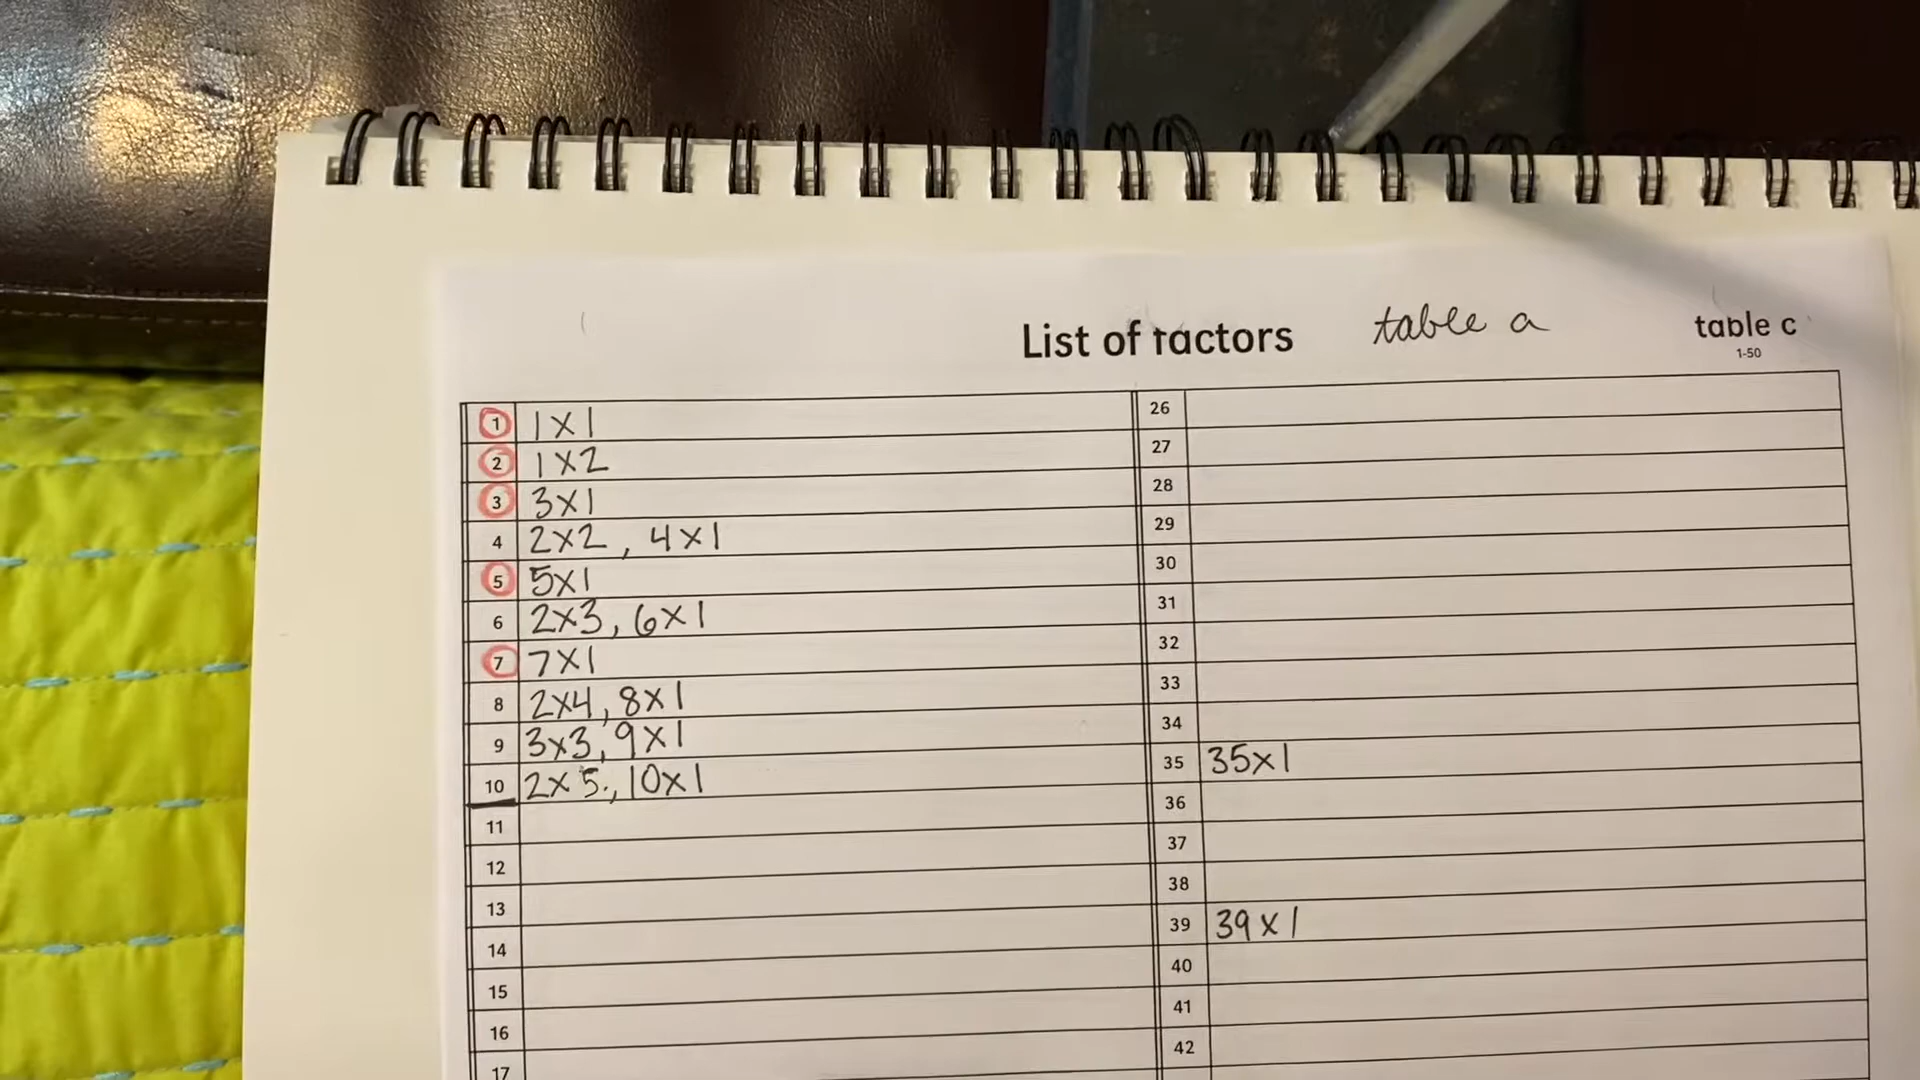 List of factors table a table c
1-50
1 1X1
2 1X2
3 3X1
4 2X2, 4X1
5 5X1
6 2X3, 6X1
7 7X1
8 2X4, 8X1
9 3X3, 9X1
10 2X5., 10X1
11
12
13
14
15
16
17
26
27
28
29
30
31
32
33
34
35 35X1
36
37
38
39 39X1
40
41
42